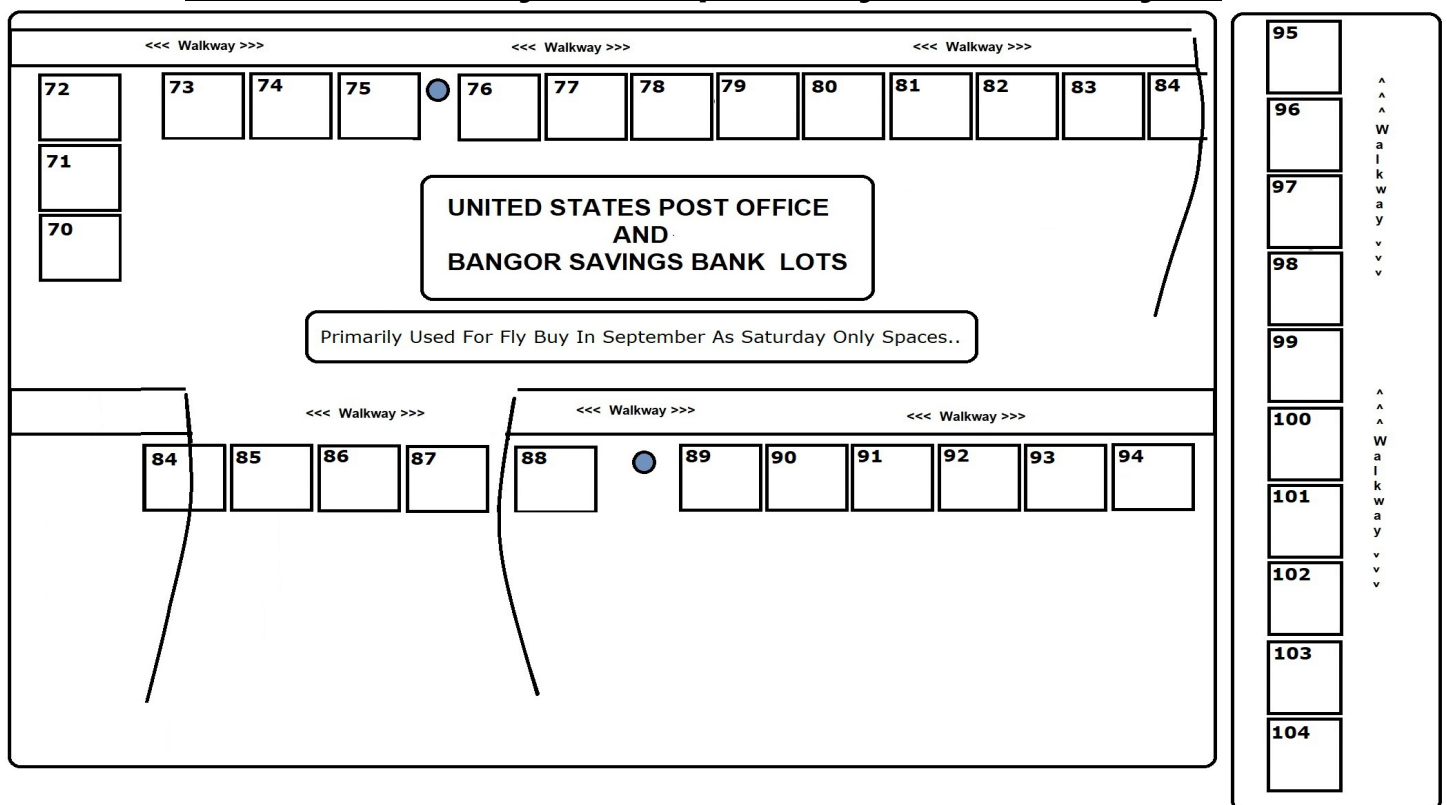 <<< Walkway >>> <<< Walkway >>> <<< Walkway >>>
72 73 74 75 76 77 78 79 80 81 82 83 84
71
70
UNITED STATES POST OFFICE
AND
BANGOR SAVINGS BANK LOTS
Primarily Used For Fly Buy In September As Saturday Only Spaces..
<<< Walkway >>> <<< Walkway >>> <<< Walkway >>>
84 85 86 87 88 89 90 91 92 93 94
95
96
97
98
99
100
101
102
103
104
^ ^ ^ Walkway v v v
^ ^ ^ Walkway v v v